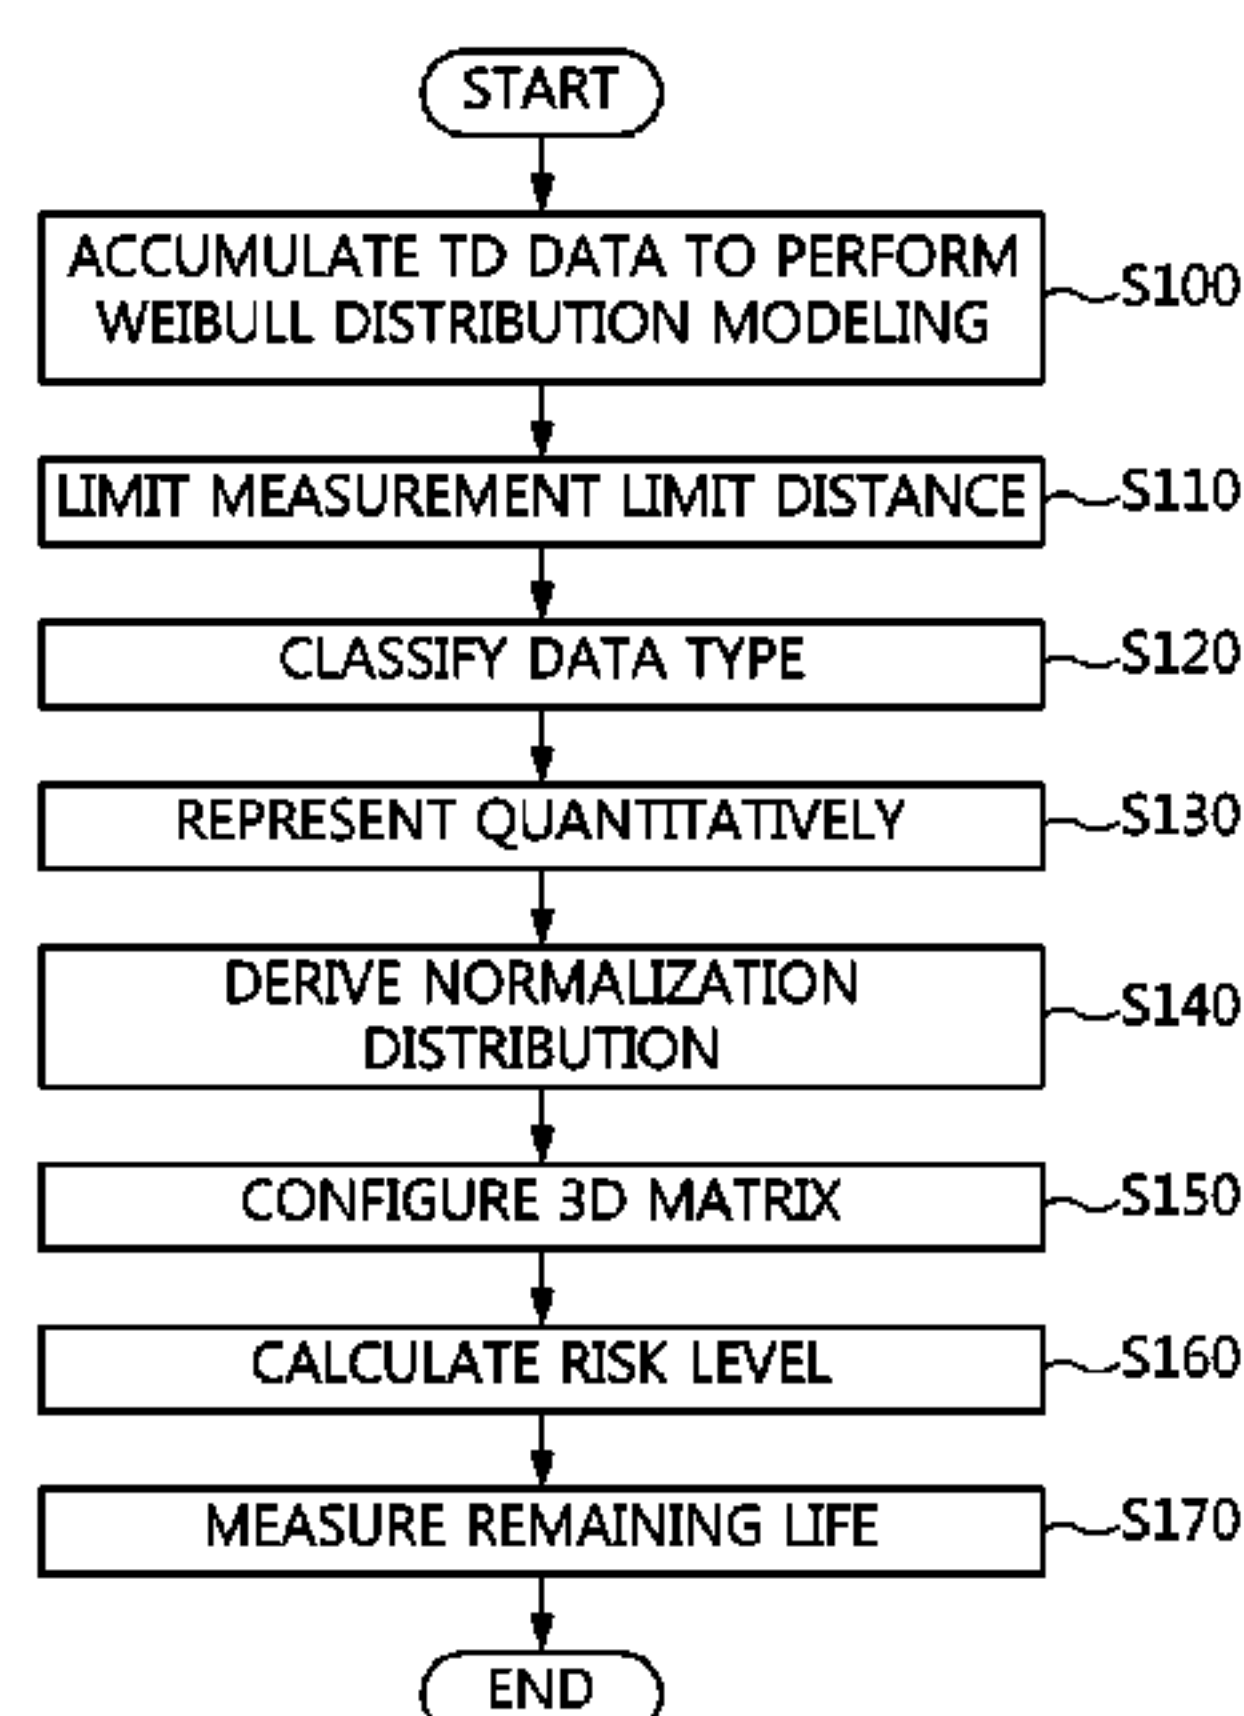 START
ACCUMULATE TD DATA TO PERFORM
WEIBULL DISTRIBUTION MODELING
S100
LIMIT MEASUREMENT LIMIT DISTANCE
S110
CLASSIFY DATA TYPE
S120
REPRESENT QUANTITATIVELY
S130
DERIVE NORMALIZATION
DISTRIBUTION
S140
CONFIGURE 3D MATRIX
S150
CALCULATE RISK LEVEL
S160
MEASURE REMAINING LIFE
S170
END